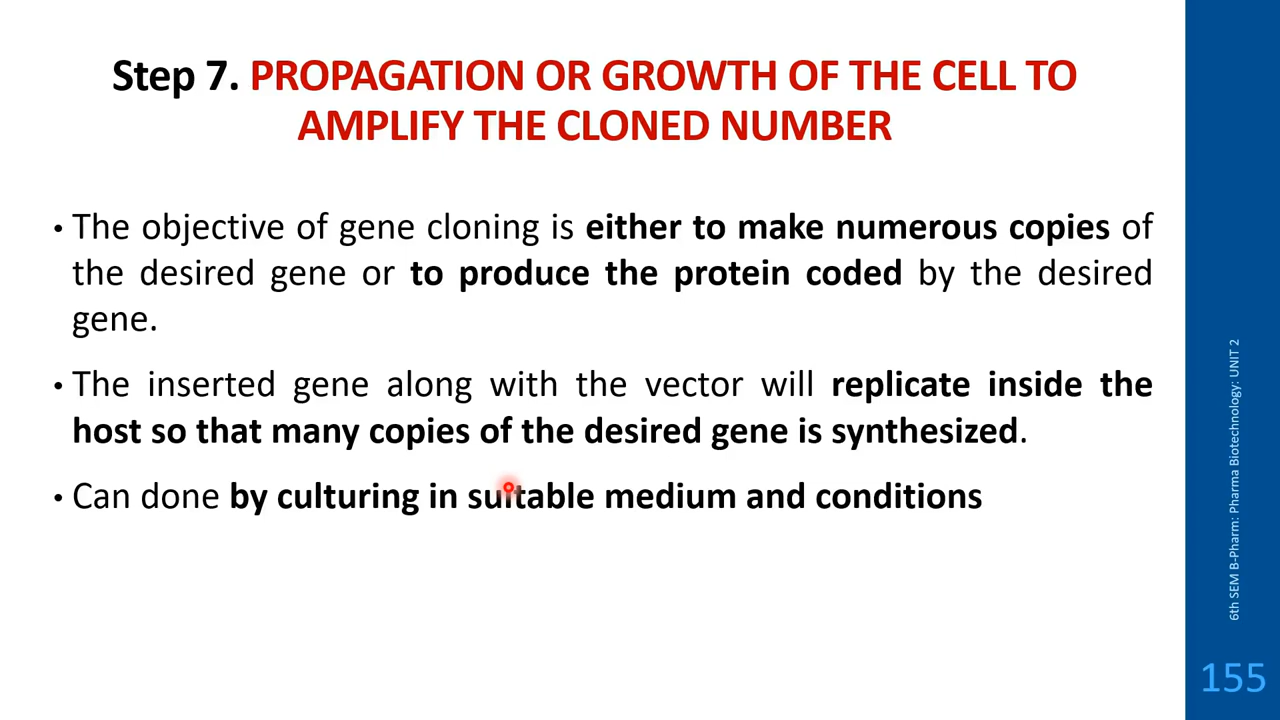 Step 7. PROPAGATION OR GROWTH OF THE CELL TO
AMPLIFY THE CLONED NUMBER
• The objective of gene cloning is either to make numerous copies of
the desired gene or to produce the protein coded by the desired
gene.
• The inserted gene along with the vector will replicate inside the
host so that many copies of the desired gene is synthesized.
• Can done by culturing in suitable medium and conditions
6th SEM B-Pharm: Pharma Biotechnology: UNIT 2
155